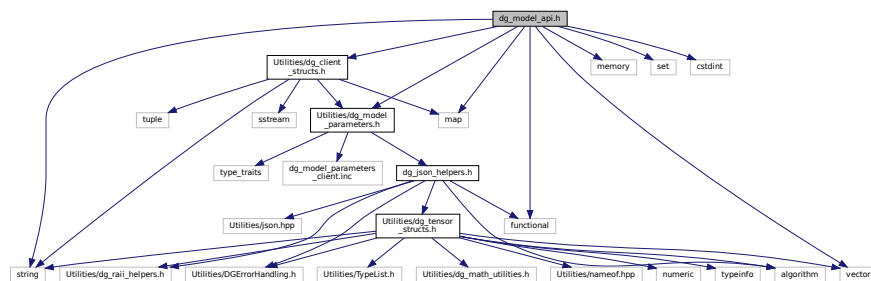 dg_model_api.h
Utilities/dg_client
_structs.h
memory
set
cstdint
tuple
sstream
Utilities/dg_model
_parameters.h
map
type_traits
dg_model_parameters
_client.inc
dg_json_helpers.h
Utilities/json.hpp
Utilities/dg_tensor
_structs.h
functional
string
Utilities/dg_raii_helpers.h
Utilities/DGErrorHandling.h
Utilities/TypeList.h
Utilities/dg_math_utilities.h
Utilities/nameof.hpp
numeric
typeinfo
algorithm
vector